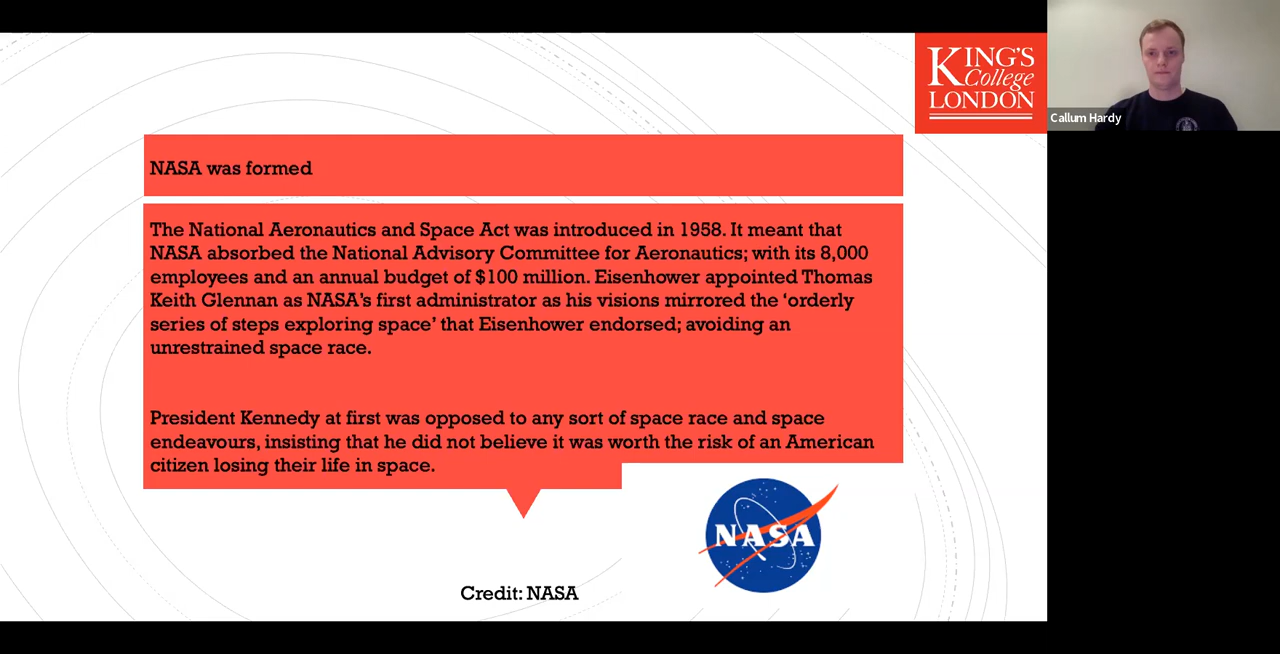 KING'S
College
LONDON
Callum Hardy
NASA was formed
The National Aeronautics and Space Act was introduced in 1958. It meant that
NASA absorbed the National Advisory Committee for Aeronautics; with its 8,000
employees and an annual budget of $100 million. Eisenhower appointed Thomas
Keith Glennan as NASA's first administrator as his visions mirrored the ‘orderly
series of steps exploring space’ that Eisenhower endorsed; avoiding an
unrestrained space race.
President Kennedy at first was opposed to any sort of space race and space
endeavours, insisting that he did not believe it was worth the risk of an American
citizen losing their life in space.
NASA
Credit: NASA